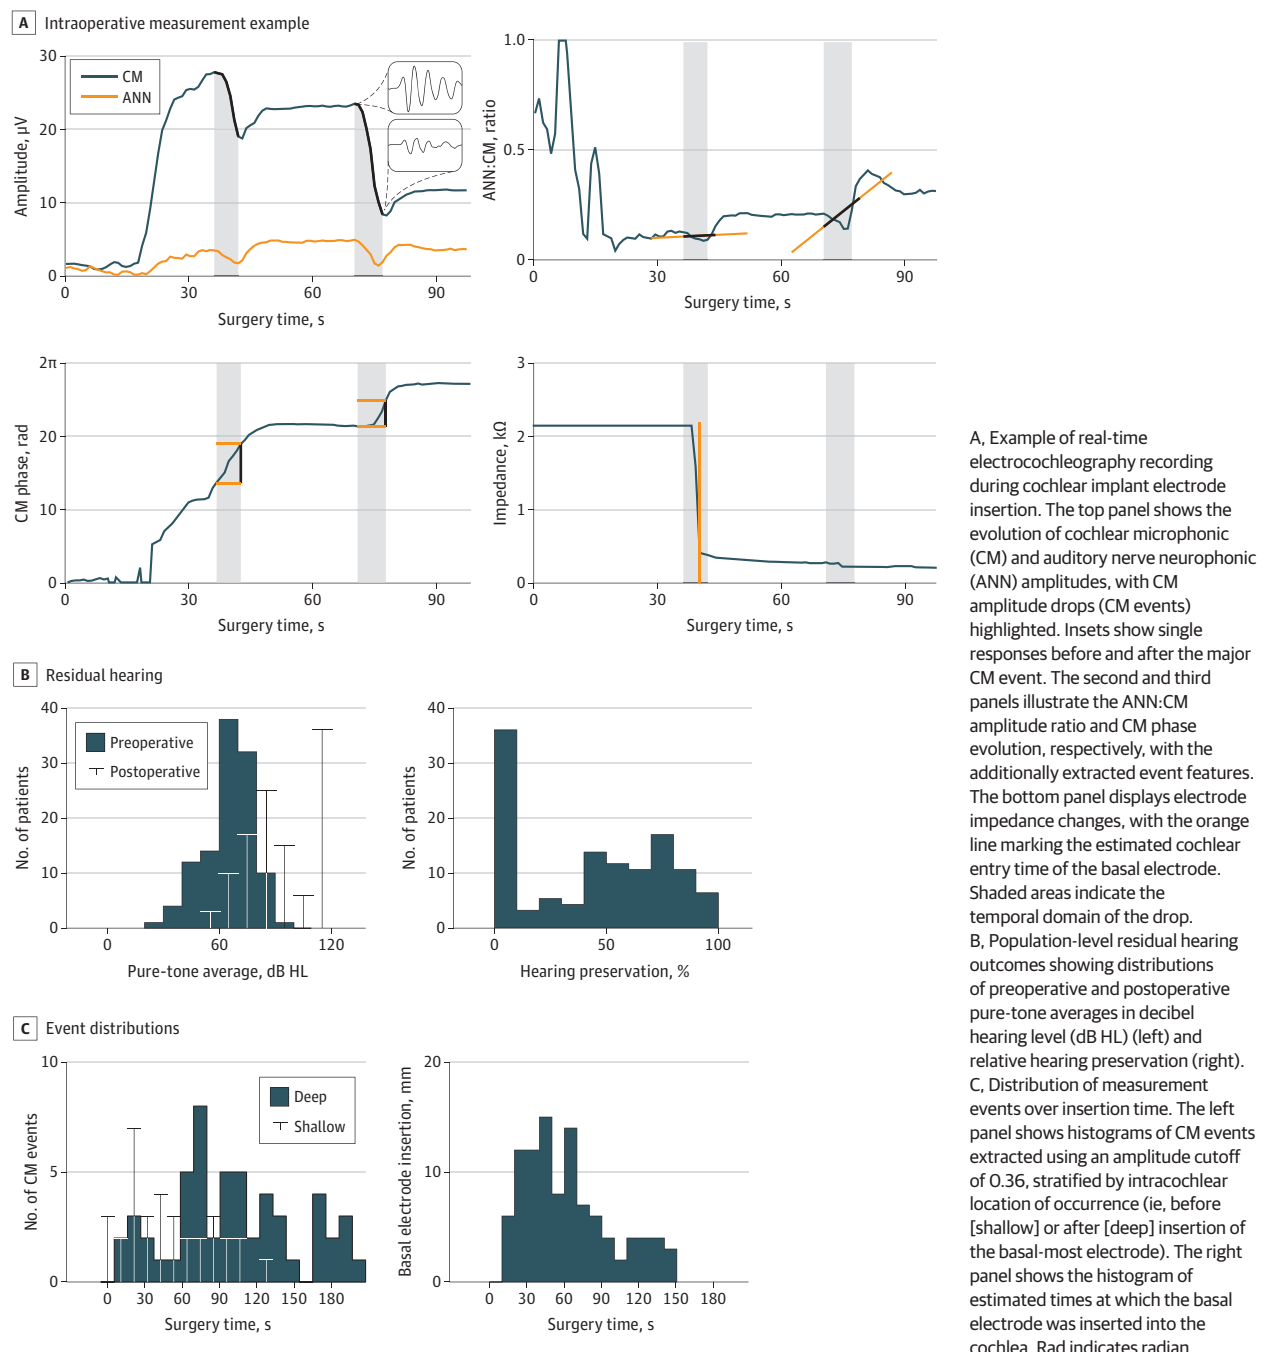 A Intraoperative measurement example
30
20
10
0
Amplitude, µV
CM
ANN
0 30 60 90
Surgery time, s
1.0
0.5
0
ANN:CM, ratio
0 30 60 90
Surgery time, s
2π
20
10
0
CM phase, rad
0 30 60 90
Surgery time, s
3
2
1
0
Impedance, kΩ
0 30 60 90
Surgery time, s
B Residual hearing
40
30
20
10
0
No. of patients
Preoperative
Postoperative
0 60 120
Pure-tone average, dB HL
40
30
20
10
0
No. of patients
0 50 100
Hearing preservation, %
C Event distributions
10
5
0
No. of CM events
Deep
Shallow
0 30 60 90 120 150 180
Surgery time, s
20
10
0
Basal electrode insertion, mm
0 30 60 90 120 150 180
Surgery time, s
A, Example of real-time
electrocochleography recording
during cochlear implant electrode
insertion. The top panel shows the
evolution of cochlear microphonic
(CM) and auditory nerve neurophonic
(ANN) amplitudes, with CM
amplitude drops (CM events)
highlighted. Insets show single
responses before and after the major
CM event. The second and third
panels illustrate the ANN:CM
amplitude ratio and CM phase
evolution, respectively, with the
additionally extracted event features.
The bottom panel displays electrode
impedance changes, with the orange
line marking the estimated cochlear
entry time of the basal electrode.
Shaded areas indicate the
temporal domain of the drop.
B, Population-level residual hearing
outcomes showing distributions
of preoperative and postoperative
pure-tone averages in decibel
hearing level (dB HL) (left) and
relative hearing preservation (right).
C, Distribution of measurement
events over insertion time. The left
panel shows histograms of CM events
extracted using an amplitude cutoff
of 0.36, stratified by intracochlear
location of occurrence (ie, before
[shallow] or after [deep] insertion of
the basal-most electrode). The right
panel shows the histogram of
estimated times at which the basal
electrode was inserted into the
cochlea. Rad indicates radian.